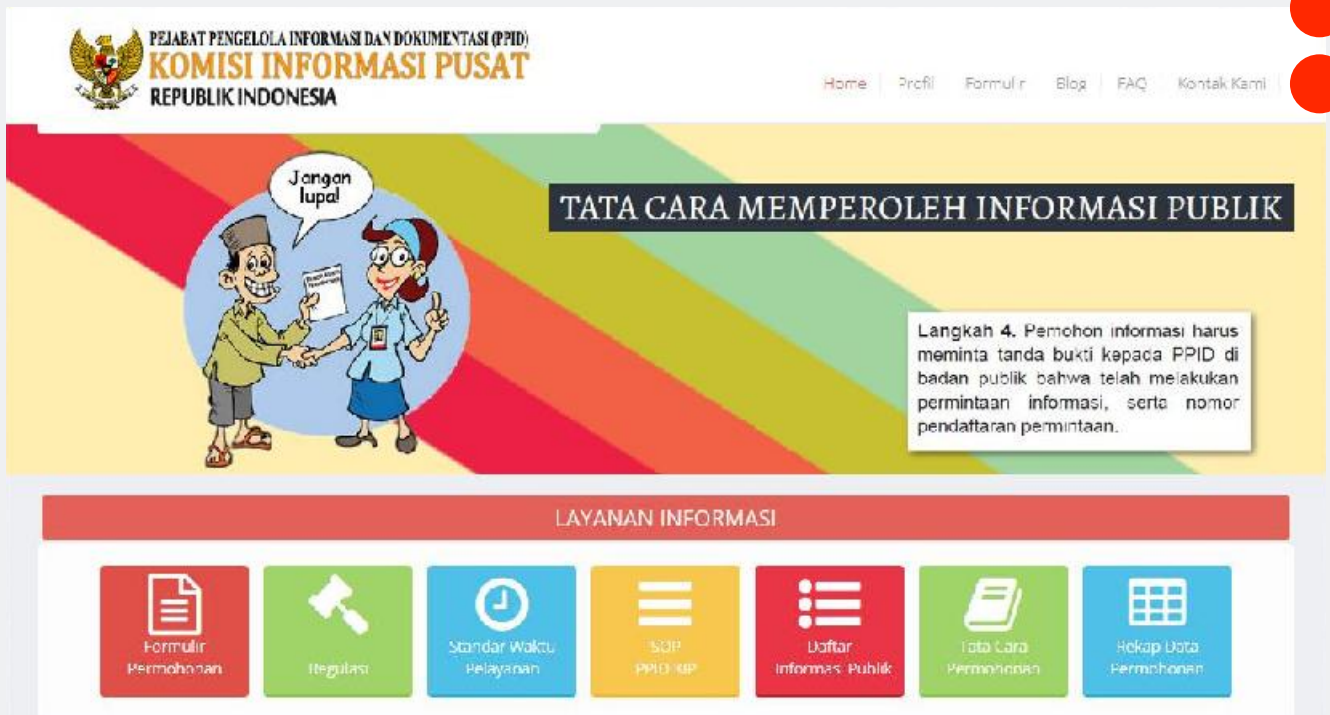 PEJABAT PENGELOLA INFORMASI DAN DOKUMENTASI (PPID)
KOMISI INFORMASI PUSAT
REPUBLIK INDONESIA
Home Profil Formulir Blog FAQ Kontak Kami
Jangan
lupa!
TATA CARA MEMPEROLEH INFORMASI PUBLIK
Langkah 4. Pemohon informasi harus
meminta tanda bukti kepada PPID di
badan publik bahwa telah melakukan
permintaan informasi, serta nomor
pendaftaran permintaan.
LAYANAN INFORMASI
Formulir
Permohonan
Regulasi
Standar Waktu
Pelayanan
SOP
PPID KIP
Daftar
Informasi Publik
Tata Cara
Permohonan
Rekap Data
Permohonan